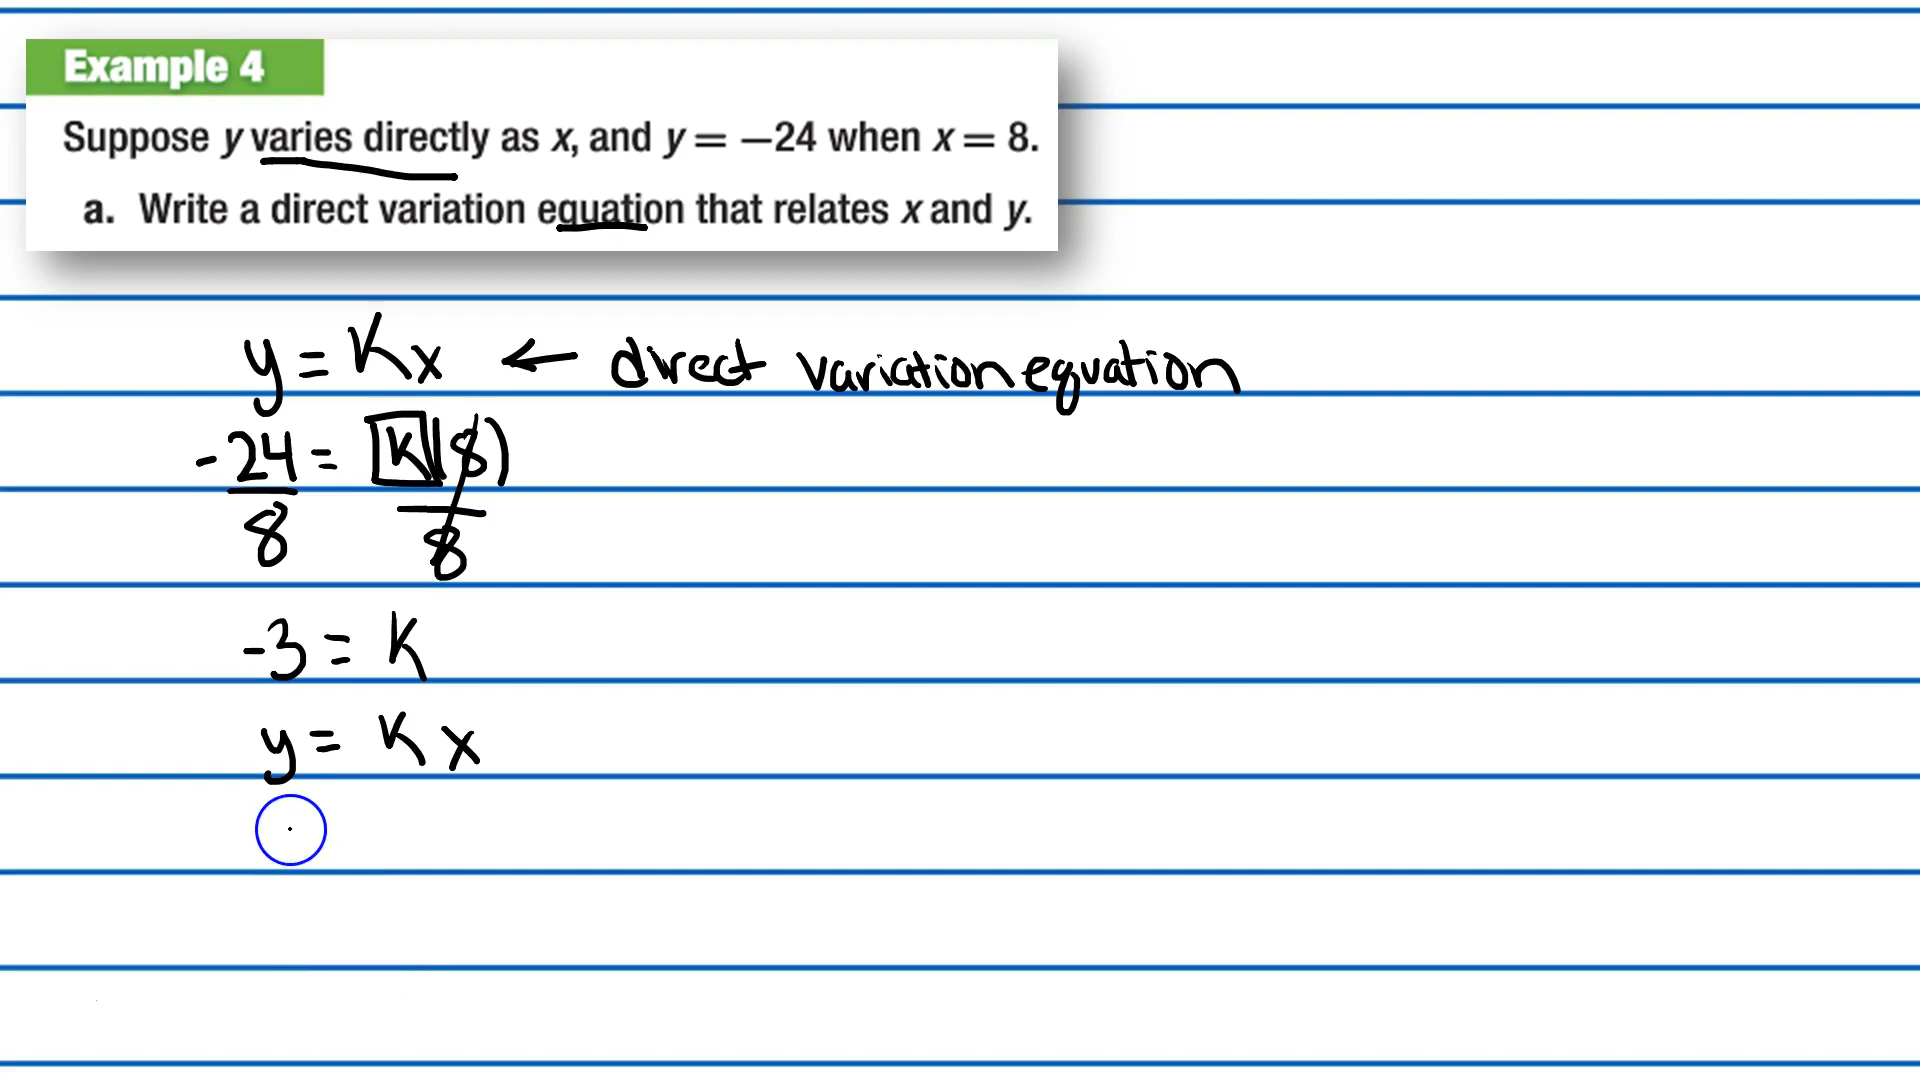 Example 4
Suppose y varies directly as x, and y = −24 when x = 8.
a. Write a direct variation equation that relates x and y.
y = Kx ← direct variation equation
-24 = K(8)
8 8
-3 = K
y = Kx